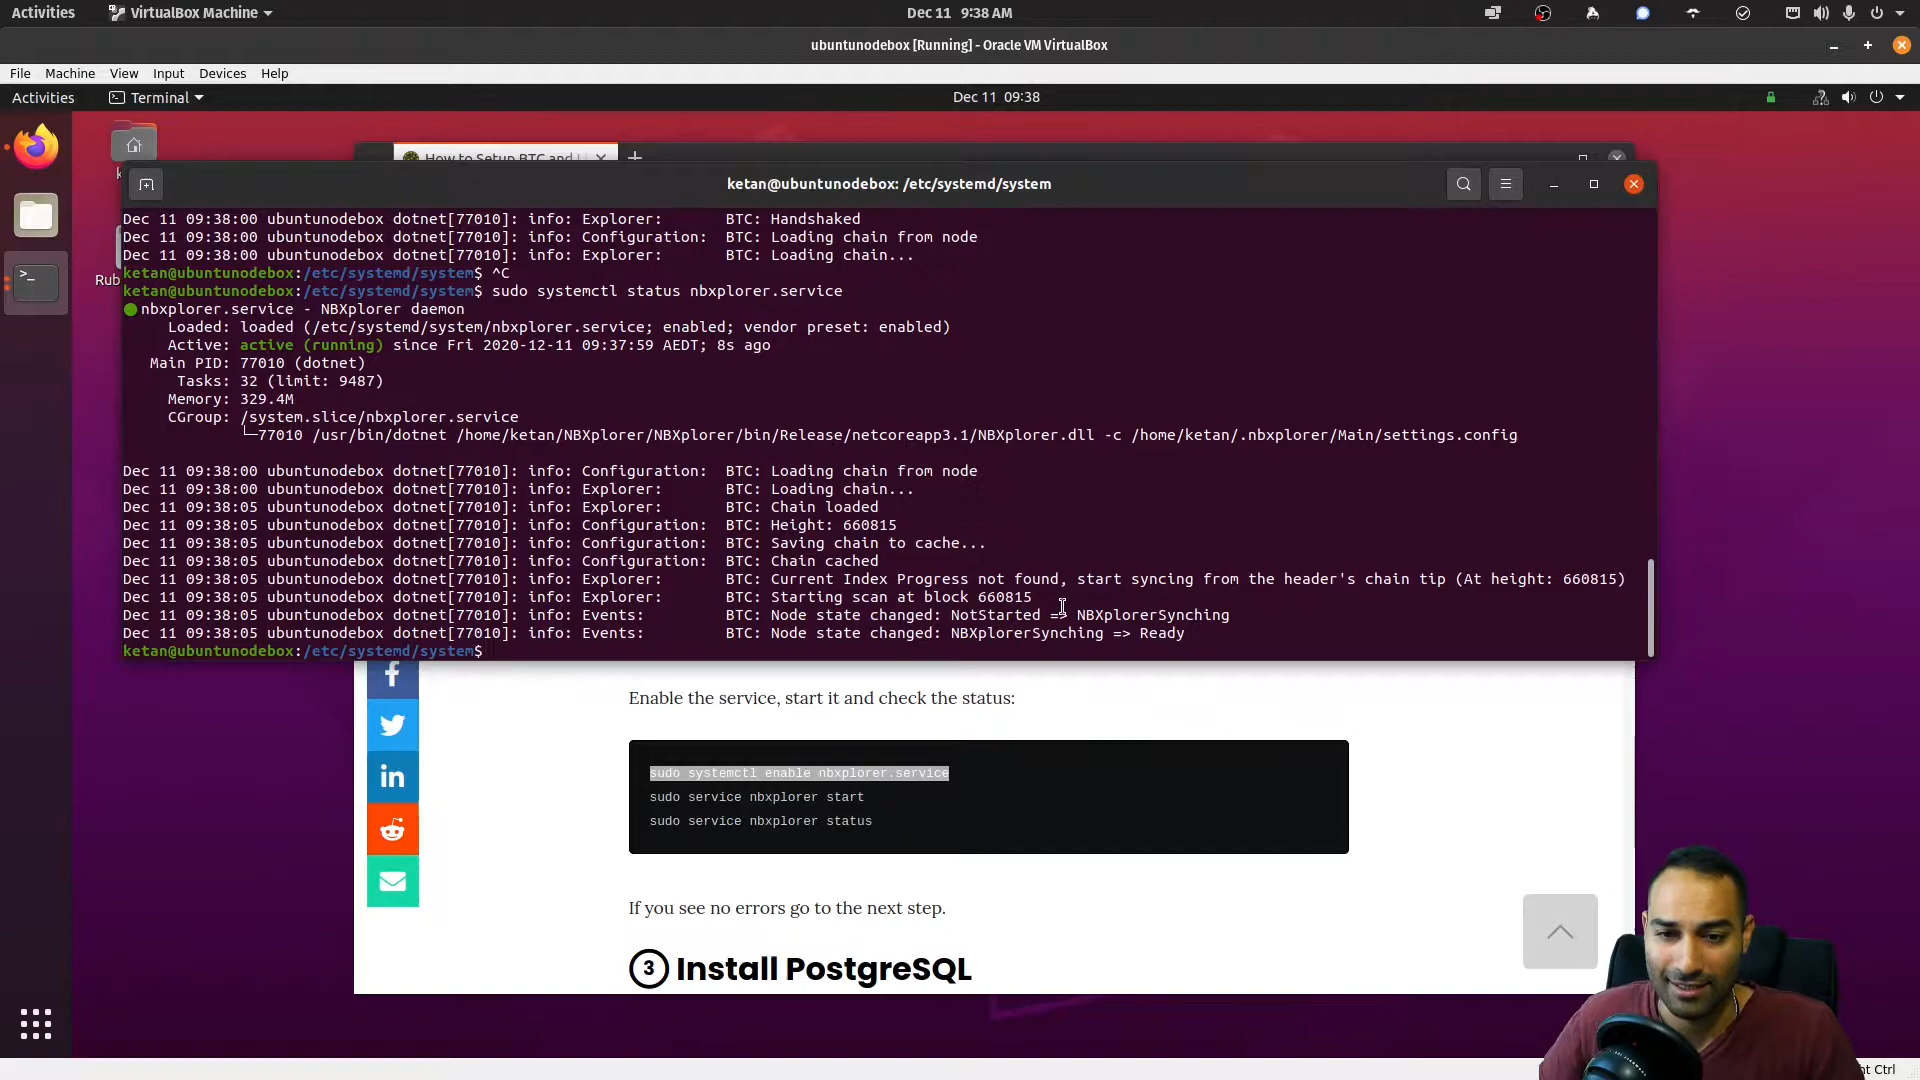 Activities
VirtualBox Machine
Dec 11 9:38 AM
ubuntunodebox [Running] - Oracle VM VirtualBox
File Machine View Input Devices Help
Activities
Terminal
Dec 11 09:38
How to Setup BTC and
ketan@ubuntunodebox: /etc/systemd/system
Dec 11 09:38:00 ubuntunodebox dotnet[77010]: info: Explorer: BTC: Handshaked
Dec 11 09:38:00 ubuntunodebox dotnet[77010]: info: Configuration: BTC: Loading chain from node
Dec 11 09:38:00 ubuntunodebox dotnet[77010]: info: Explorer: BTC: Loading chain...
ketan@ubuntunodebox:/etc/systemd/system$ ^C
ketan@ubuntunodebox:/etc/systemd/system$ sudo systemctl status nbxplorer.service
nbxplorer.service - NBXplorer daemon
Loaded: loaded (/etc/systemd/system/nbxplorer.service; enabled; vendor preset: enabled)
Active: active (running) since Fri 2020-12-11 09:37:59 AEDT; 8s ago
Main PID: 77010 (dotnet)
Tasks: 32 (limit: 9487)
Memory: 329.4M
CGroup: /system.slice/nbxplorer.service
└─77010 /usr/bin/dotnet /home/ketan/NBXplorer/NBXplorer/bin/Release/netcoreapp3.1/NBXplorer.dll -c /home/ketan/.nbxplorer/Main/settings.config
Dec 11 09:38:00 ubuntunodebox dotnet[77010]: info: Configuration: BTC: Loading chain from node
Dec 11 09:38:00 ubuntunodebox dotnet[77010]: info: Explorer: BTC: Loading chain...
Dec 11 09:38:05 ubuntunodebox dotnet[77010]: info: Explorer: BTC: Chain loaded
Dec 11 09:38:05 ubuntunodebox dotnet[77010]: info: Configuration: BTC: Height: 660815
Dec 11 09:38:05 ubuntunodebox dotnet[77010]: info: Configuration: BTC: Saving chain to cache...
Dec 11 09:38:05 ubuntunodebox dotnet[77010]: info: Configuration: BTC: Chain cached
Dec 11 09:38:05 ubuntunodebox dotnet[77010]: info: Explorer: BTC: Current Index Progress not found, start syncing from the header's chain tip (At height: 660815)
Dec 11 09:38:05 ubuntunodebox dotnet[77010]: info: Explorer: BTC: Starting scan at block 660815
Dec 11 09:38:05 ubuntunodebox dotnet[77010]: info: Events: BTC: Node state changed: NotStarted => NBXplorerSynching
Dec 11 09:38:05 ubuntunodebox dotnet[77010]: info: Events: BTC: Node state changed: NBXplorerSynching => Ready
ketan@ubuntunodebox:/etc/systemd/system$
Rub
Enable the service, start it and check the status:
sudo systemctl enable nbxplorer.service
sudo service nbxplorer start
sudo service nbxplorer status
If you see no errors go to the next step.
3 Install PostgreSQL
Ctrl